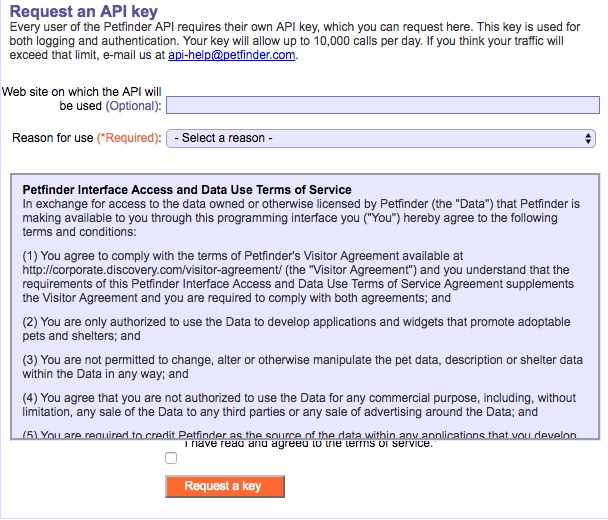 Request an API key
Every user of the Petfinder API requires their own API key, which you can request here. This key is used for
both logging and authentication. Your key will allow up to 10,000 calls per day. If you think your traffic will
exceed that limit, e-mail us at api-help@petfinder.com.
Web site on which the API will
be used (Optional):
Reason for use (*Required): - Select a reason -
Petfinder Interface Access and Data Use Terms of Service
In exchange for access to the data owned or otherwise licensed by Petfinder (the "Data") that Petfinder is
making available to you through this programming interface you ("You") hereby agree to the following
terms and conditions:
(1) You agree to comply with the terms of Petfinder's Visitor Agreement available at
http://corporate.discovery.com/visitor-agreement/ (the "Visitor Agreement") and you understand that the
requirements of this Petfinder Interface Access and Data Use Terms of Service Agreement supplements
the Visitor Agreement and you are required to comply with both agreements; and
(2) You are only authorized to use the Data to develop applications and widgets that promote adoptable
pets and shelters; and
(3) You are not permitted to change, alter or otherwise manipulate the pet data, description or shelter data
within the Data in any way; and
(4) You agree that you are not authorized to use the Data for any commercial purpose, including, without
limitation, any sale of the Data to any third parties or any sale of advertising around the Data; and
(5) You are required to credit Petfinder as the source of the data within any applications that you develop
I have read and agreed to the terms of service.*
Request a key